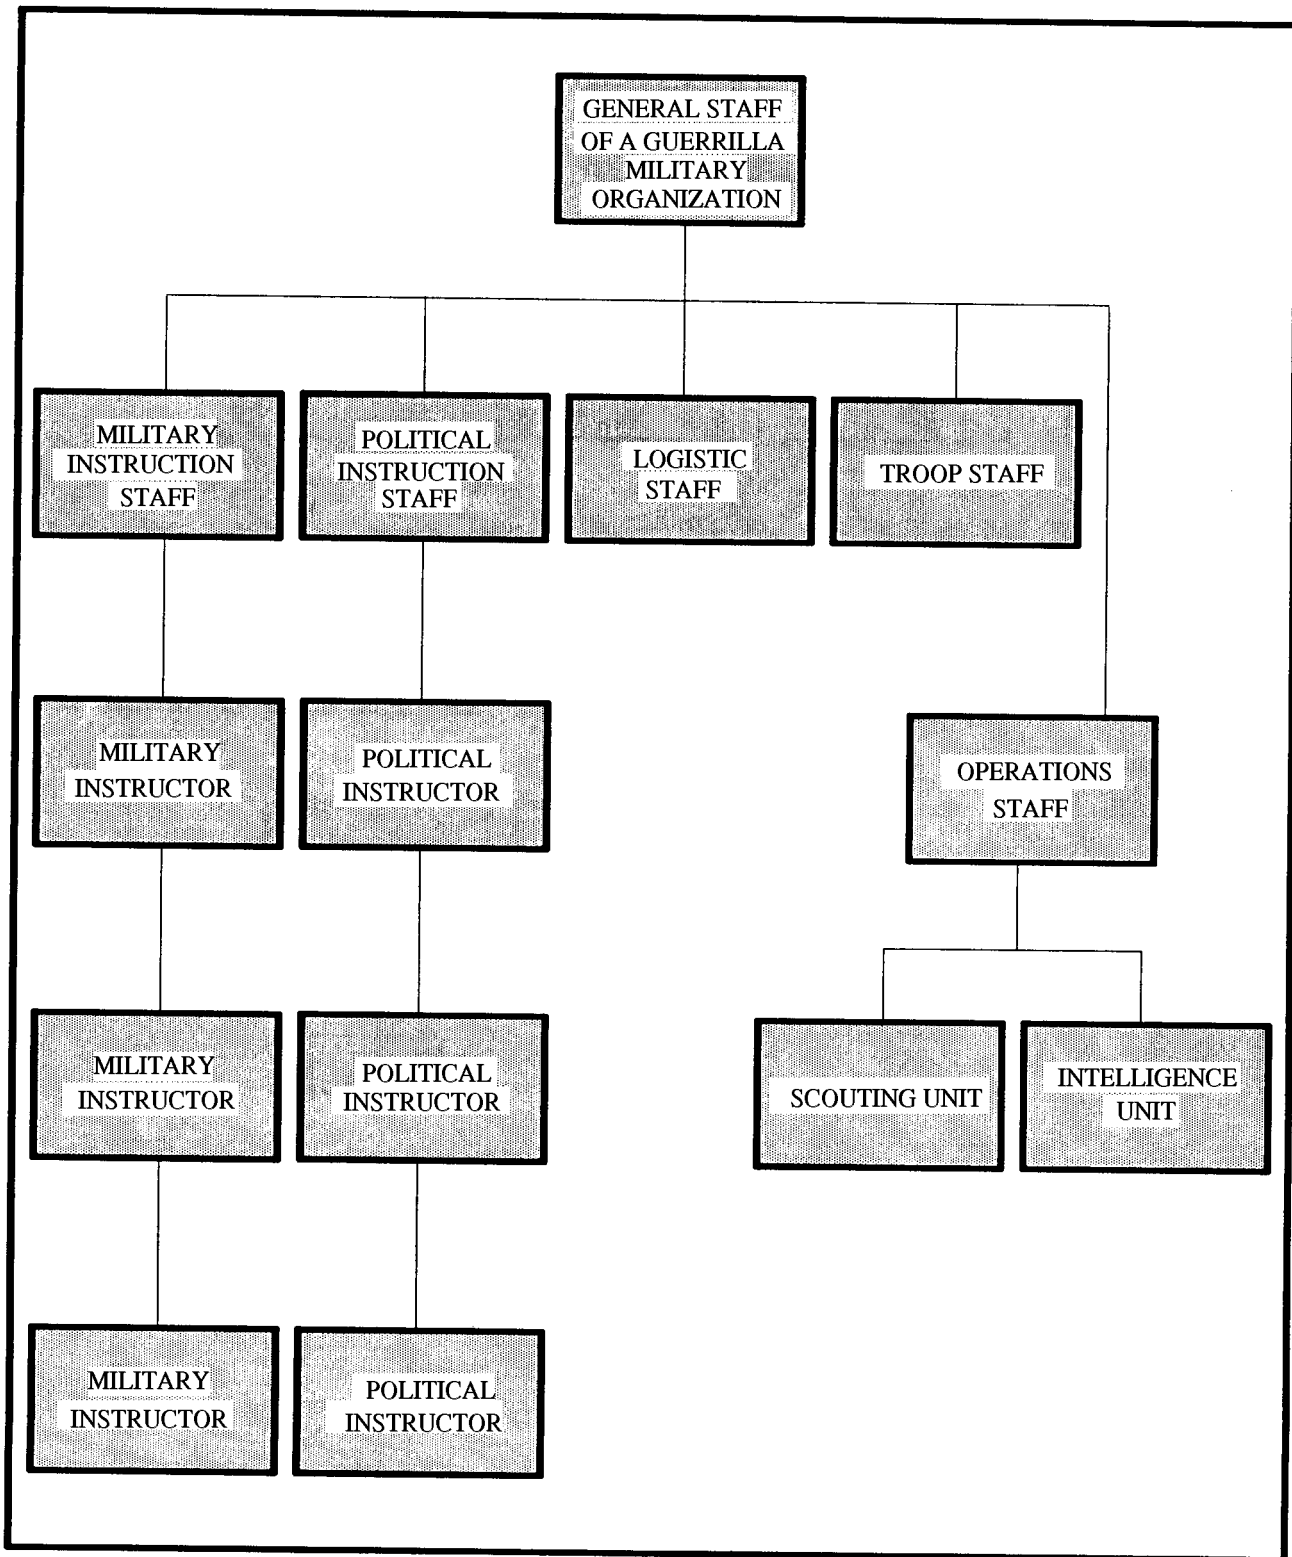 GENERAL STAFF
OF A GUERRILLA
MILITARY
ORGANIZATION
MILITARY
INSTRUCTION
STAFF
POLITICAL
INSTRUCTION
STAFF
LOGISTIC
STAFF
TROOP STAFF
MILITARY
INSTRUCTOR
POLITICAL
INSTRUCTOR
OPERATIONS
STAFF
MILITARY
INSTRUCTOR
POLITICAL
INSTRUCTOR
SCOUTING UNIT
INTELLIGENCE
UNIT
MILITARY
INSTRUCTOR
POLITICAL
INSTRUCTOR